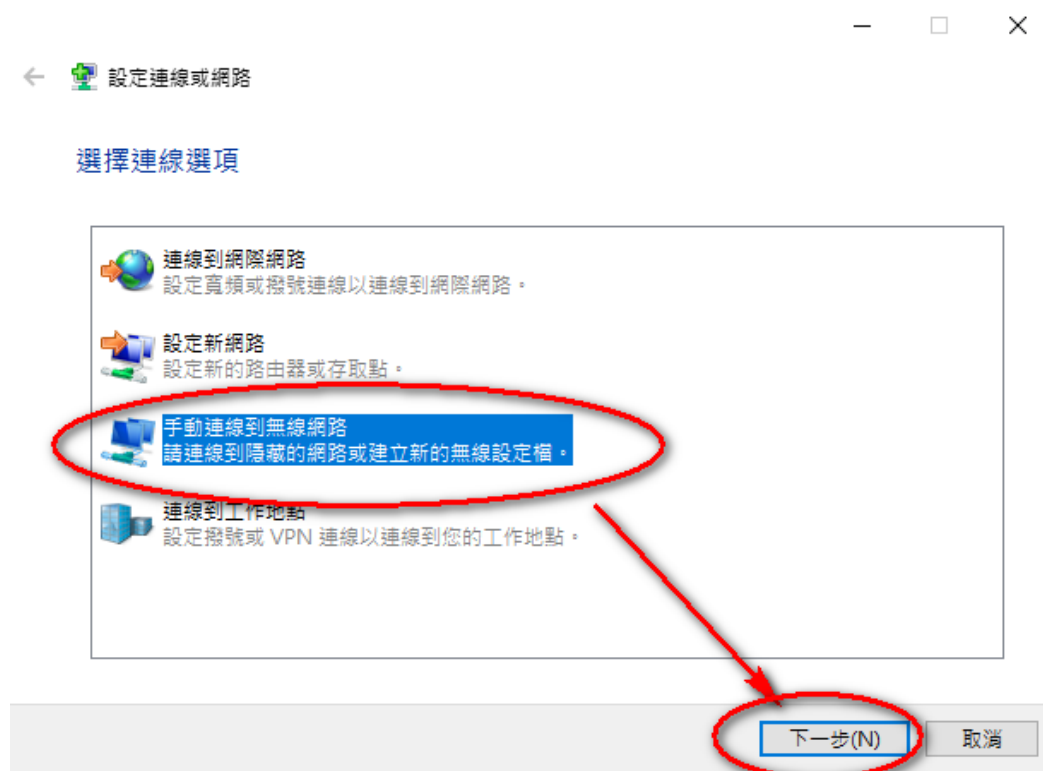 設定連線或網路
選擇連線選項
連線到網際網路
設定寬頻或撥號連線以連線到網際網路。
設定新網路
設定新的路由器或存取點。
手動連線到無線網路
請連線到隱藏的網路或建立新的無線設定檔。
連線到工作地點
設定撥號或 VPN 連線以連線到您的工作地點。
下一步(N)
取消